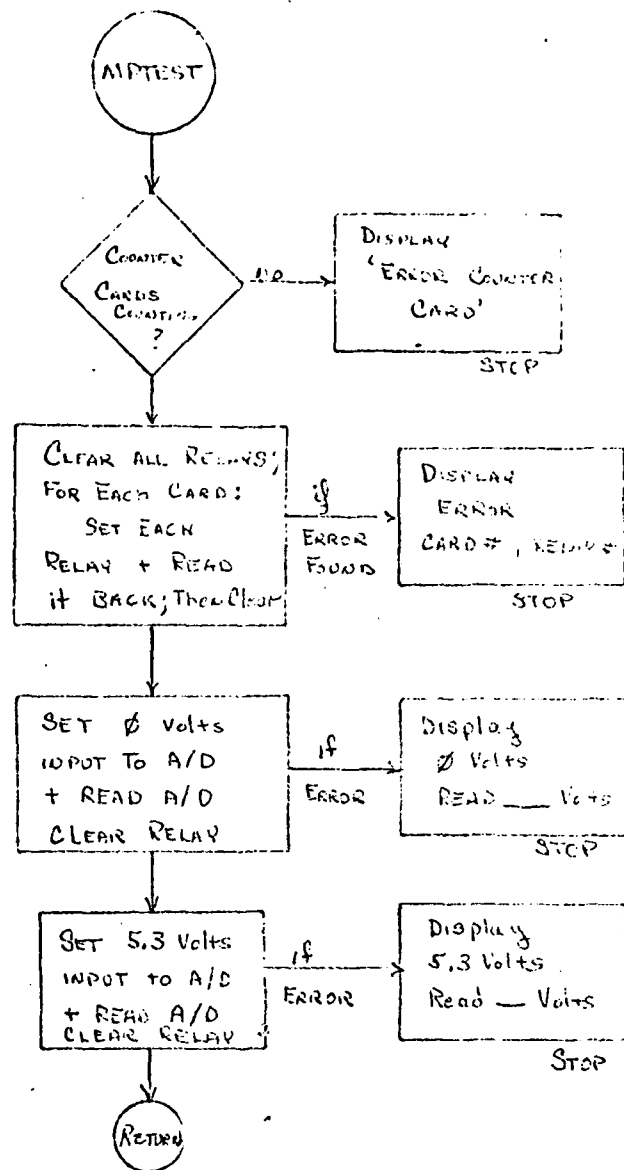 MPTEST
COUNTER
CARDS
COUNTING
?
NO
DISPLAY
'ERROR COUNTER
CARD'
STOP
CLEAR ALL RELAYS;
FOR EACH CARD:
SET EACH
RELAY + READ
it BACK; Then Clear
if
ERROR
FOUND
DISPLAY
ERROR
CARD #, RELAY #
STOP
SET Ø Volts
INPUT TO A/D
+ READ A/D
CLEAR RELAY
if
ERROR
Display
Ø Volts
READ ___ Volts
STOP
SET 5.3 Volts
INPUT to A/D
+ READ A/D
CLEAR RELAY
if
ERROR
Display
5.3 Volts
Read __ Volts
STOP
RETURN